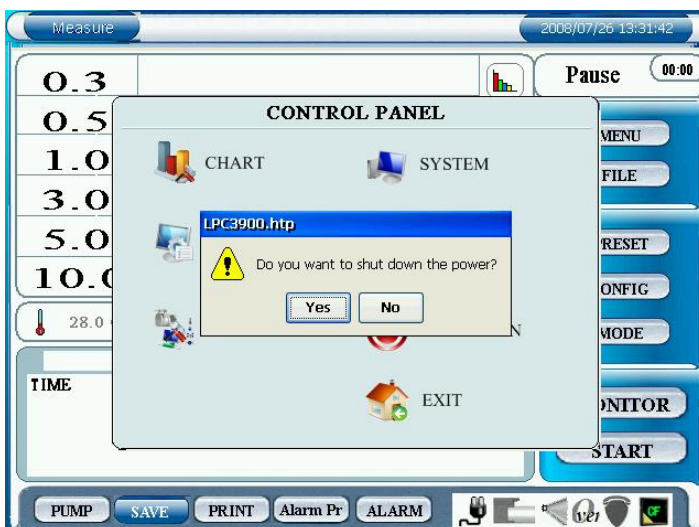 Measure
2008/07/26 13:31:42
0.3
Pause
00:00
0.5
CONTROL PANEL
1.0
MENU
CHART
SYSTEM
FILE
3.0
LPC3900.htp
5.0
Do you want to shut down the power?
10.0
Yes
No
28.0
MODE
TIME
EXIT
START
PUMP
SAVE
PRINT
Alarm Pr
ALARM
CF